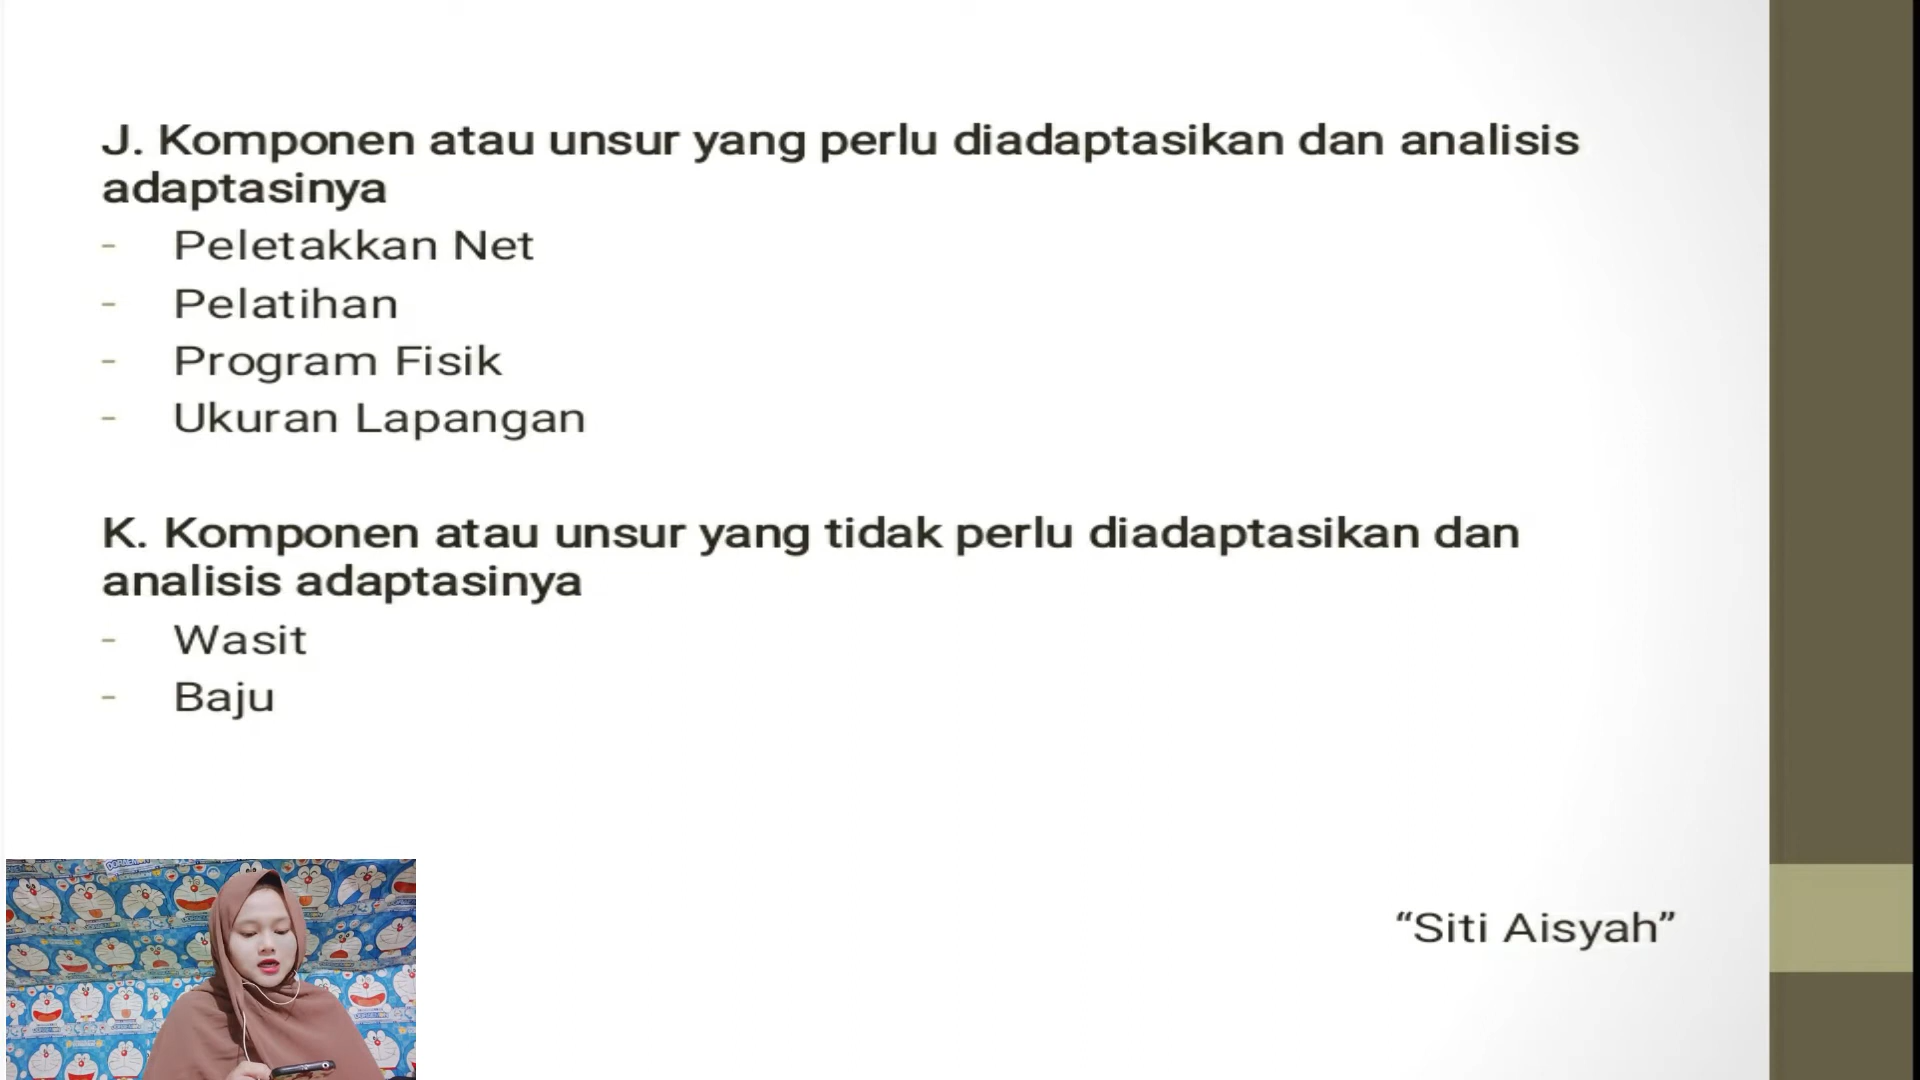 J. Komponen atau unsur yang perlu diadaptasikan dan analisis
adaptasinya
- Peletakkan Net
- Pelatihan
- Program Fisik
- Ukuran Lapangan
K. Komponen atau unsur yang tidak perlu diadaptasikan dan
analisis adaptasinya
- Wasit
- Baju
“Siti Aisyah”